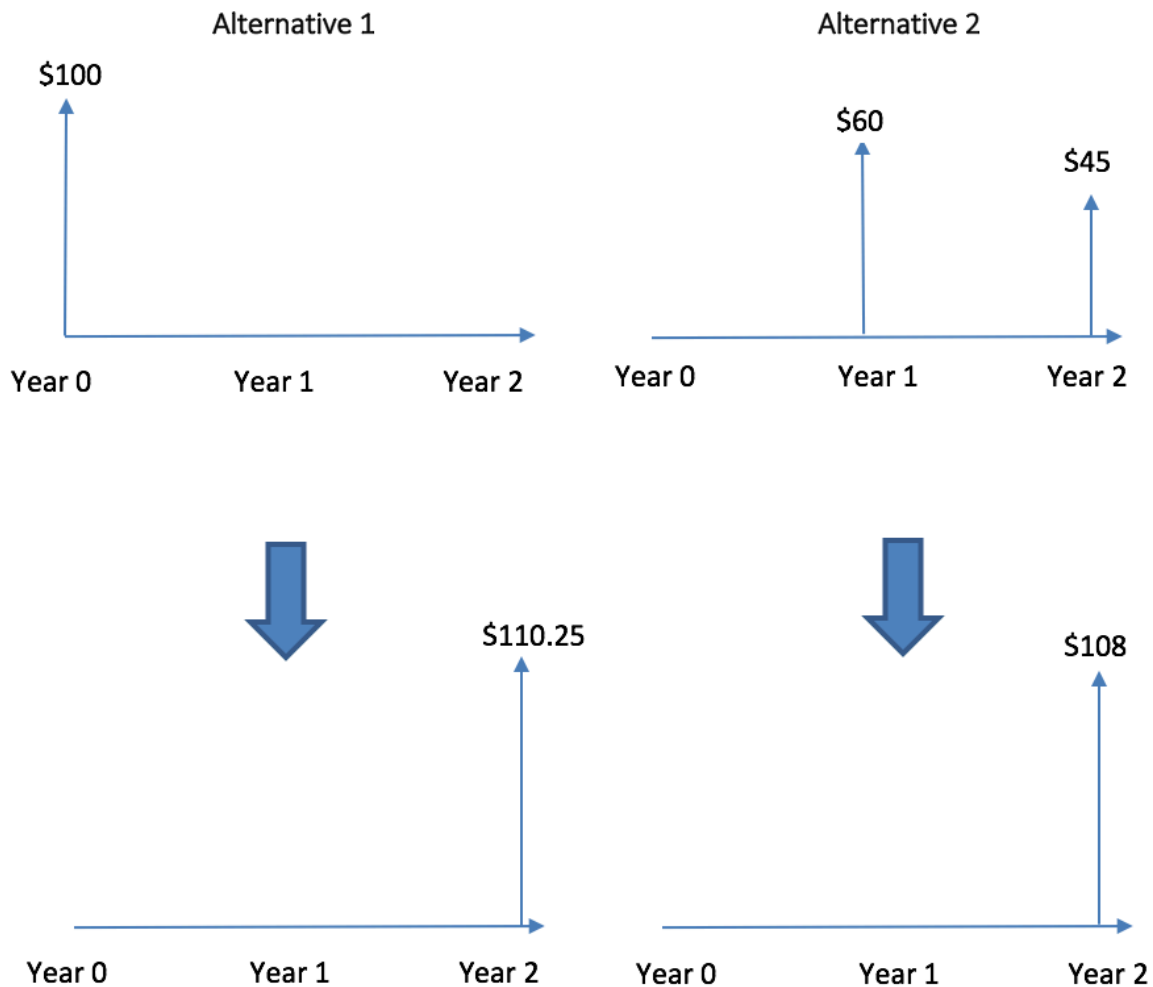 Alternative 1
Alternative 2
$100
$60
$45
Year 0 Year 1 Year 2
Year 0 Year 1 Year 2
$110.25
$108
Year 0 Year 1 Year 2
Year 0 Year 1 Year 2